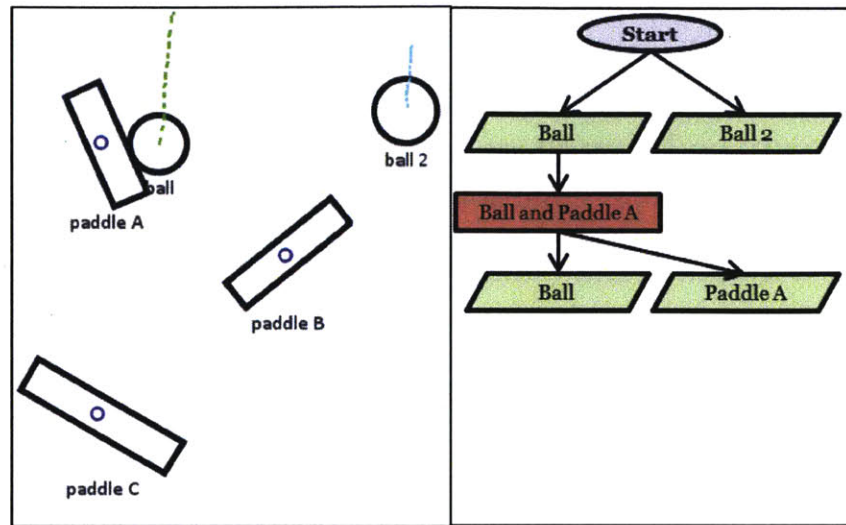 ball
paddle A
ball 2
paddle B
paddle C
Start
Ball
Ball 2
Ball and Paddle A
Ball
Paddle A